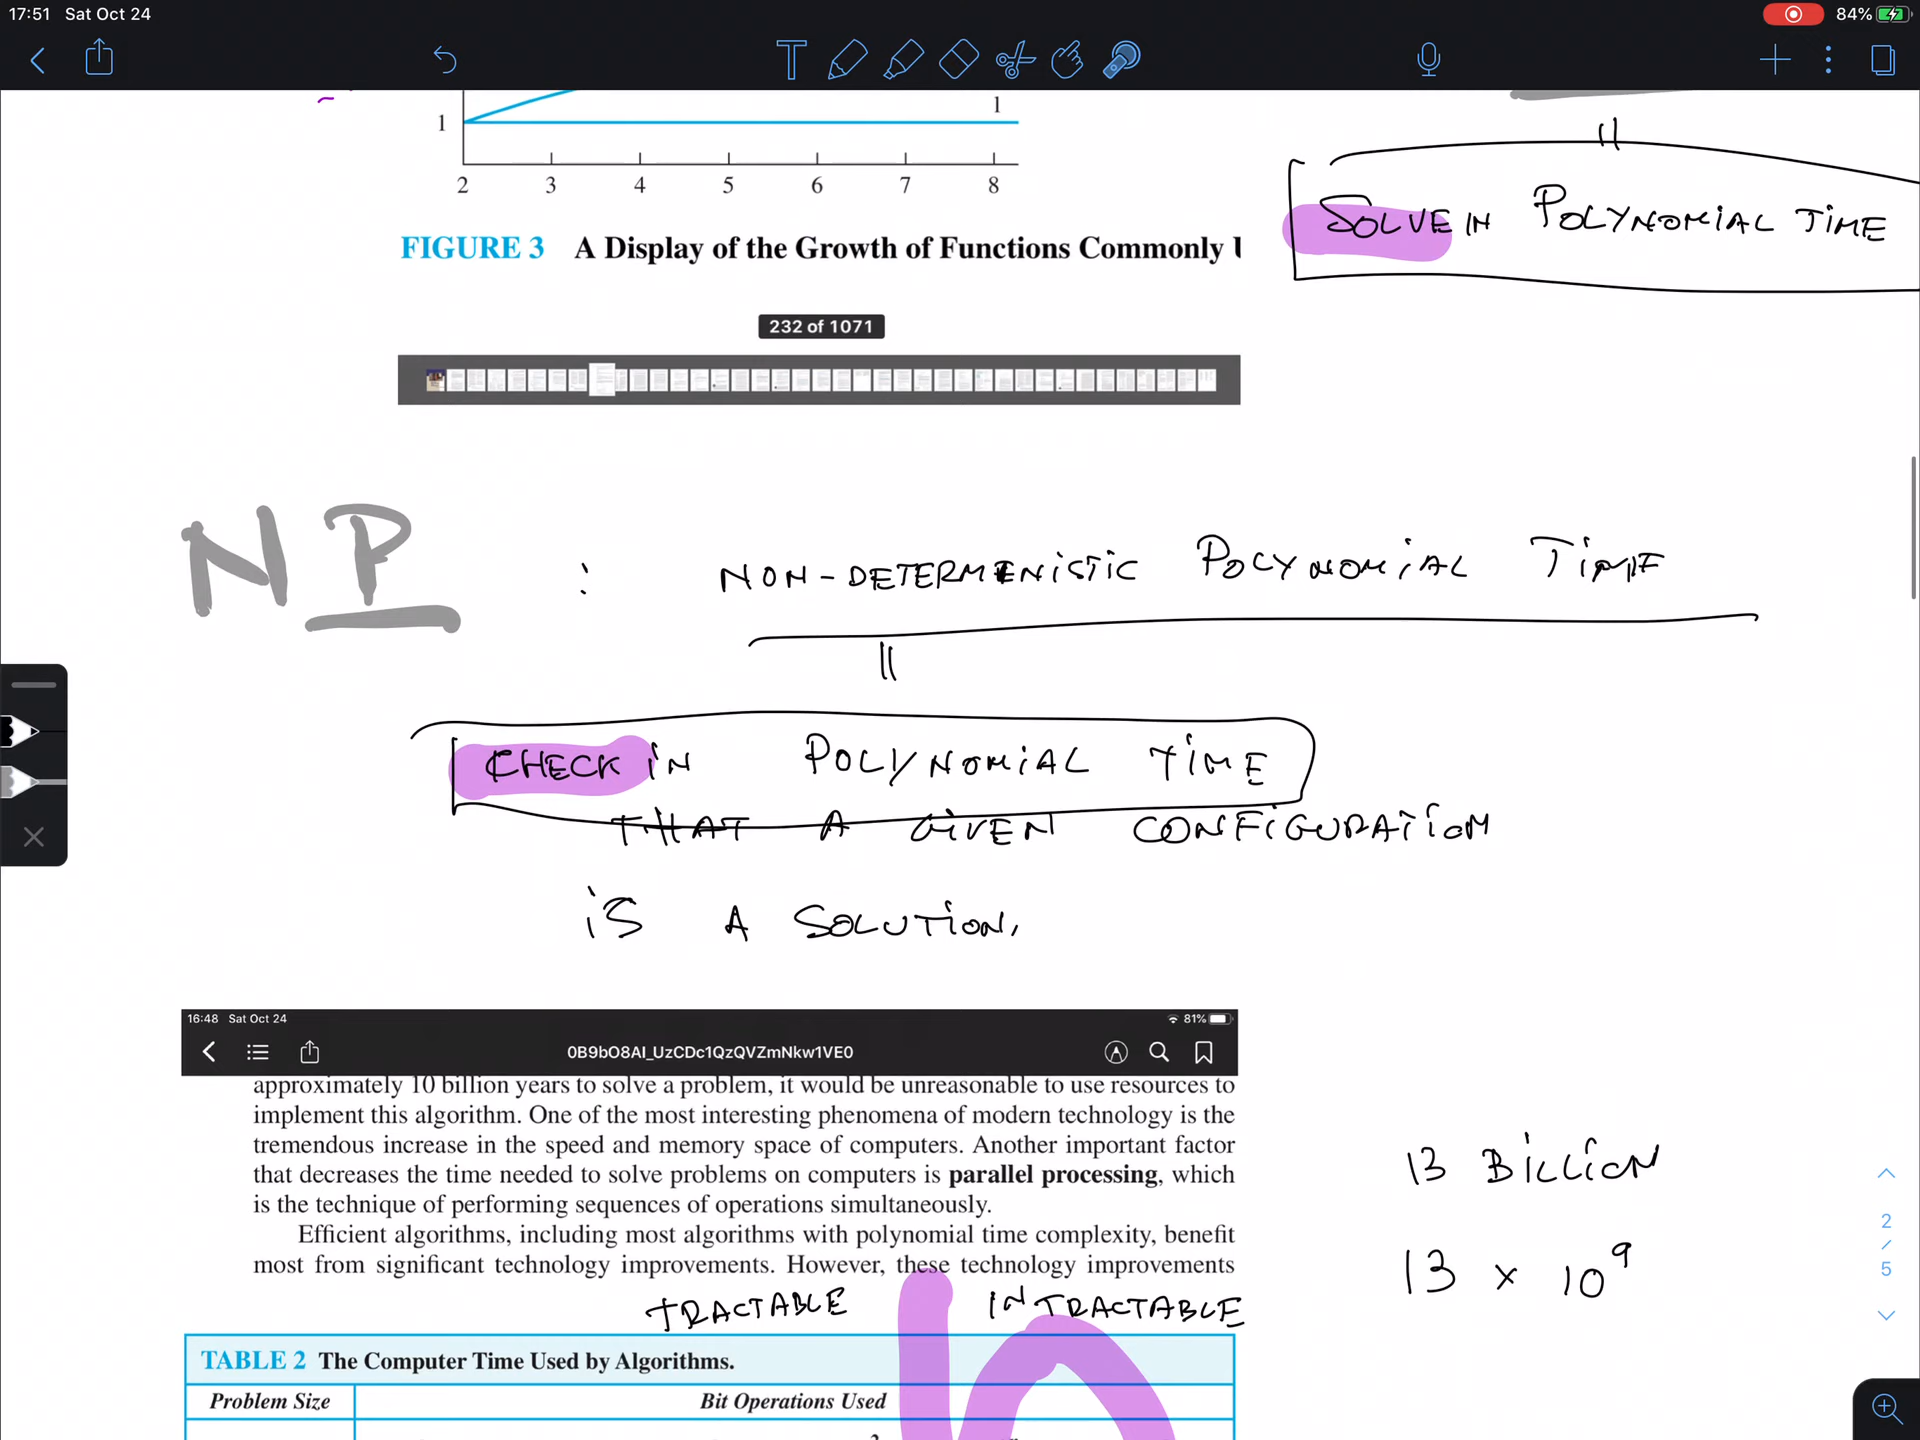 17:51 Sat Oct 24
84%
1
1
2 3 4 5 6 7 8
FIGURE 3 A Display of the Growth of Functions Commonly
SOLVE IN POLYNOMIAL TIME
232 of 1071
NP : NON-DETERMENISTIC POLYNOMIAL TIME
CHECK IN POLYNOMIAL TIME
THAT A GIVEN CONFIGURATION
IS A SOLUTION.
16:48 Sat Oct 24
81%
0B9bO8AI_UzCDc1QzQVZmNkw1VE0
approximately 10 billion years to solve a problem, it would be unreasonable to use resources to
implement this algorithm. One of the most interesting phenomena of modern technology is the
tremendous increase in the speed and memory space of computers. Another important factor
that decreases the time needed to solve problems on computers is parallel processing, which
is the technique of performing sequences of operations simultaneously.
Efficient algorithms, including most algorithms with polynomial time complexity, benefit
most from significant technology improvements. However, these technology improvements
13 BILLION
13 x 10⁹
2
/
5
TRACTABLE INTRACTABLE
TABLE 2 The Computer Time Used by Algorithms.
Problem Size Bit Operations Used